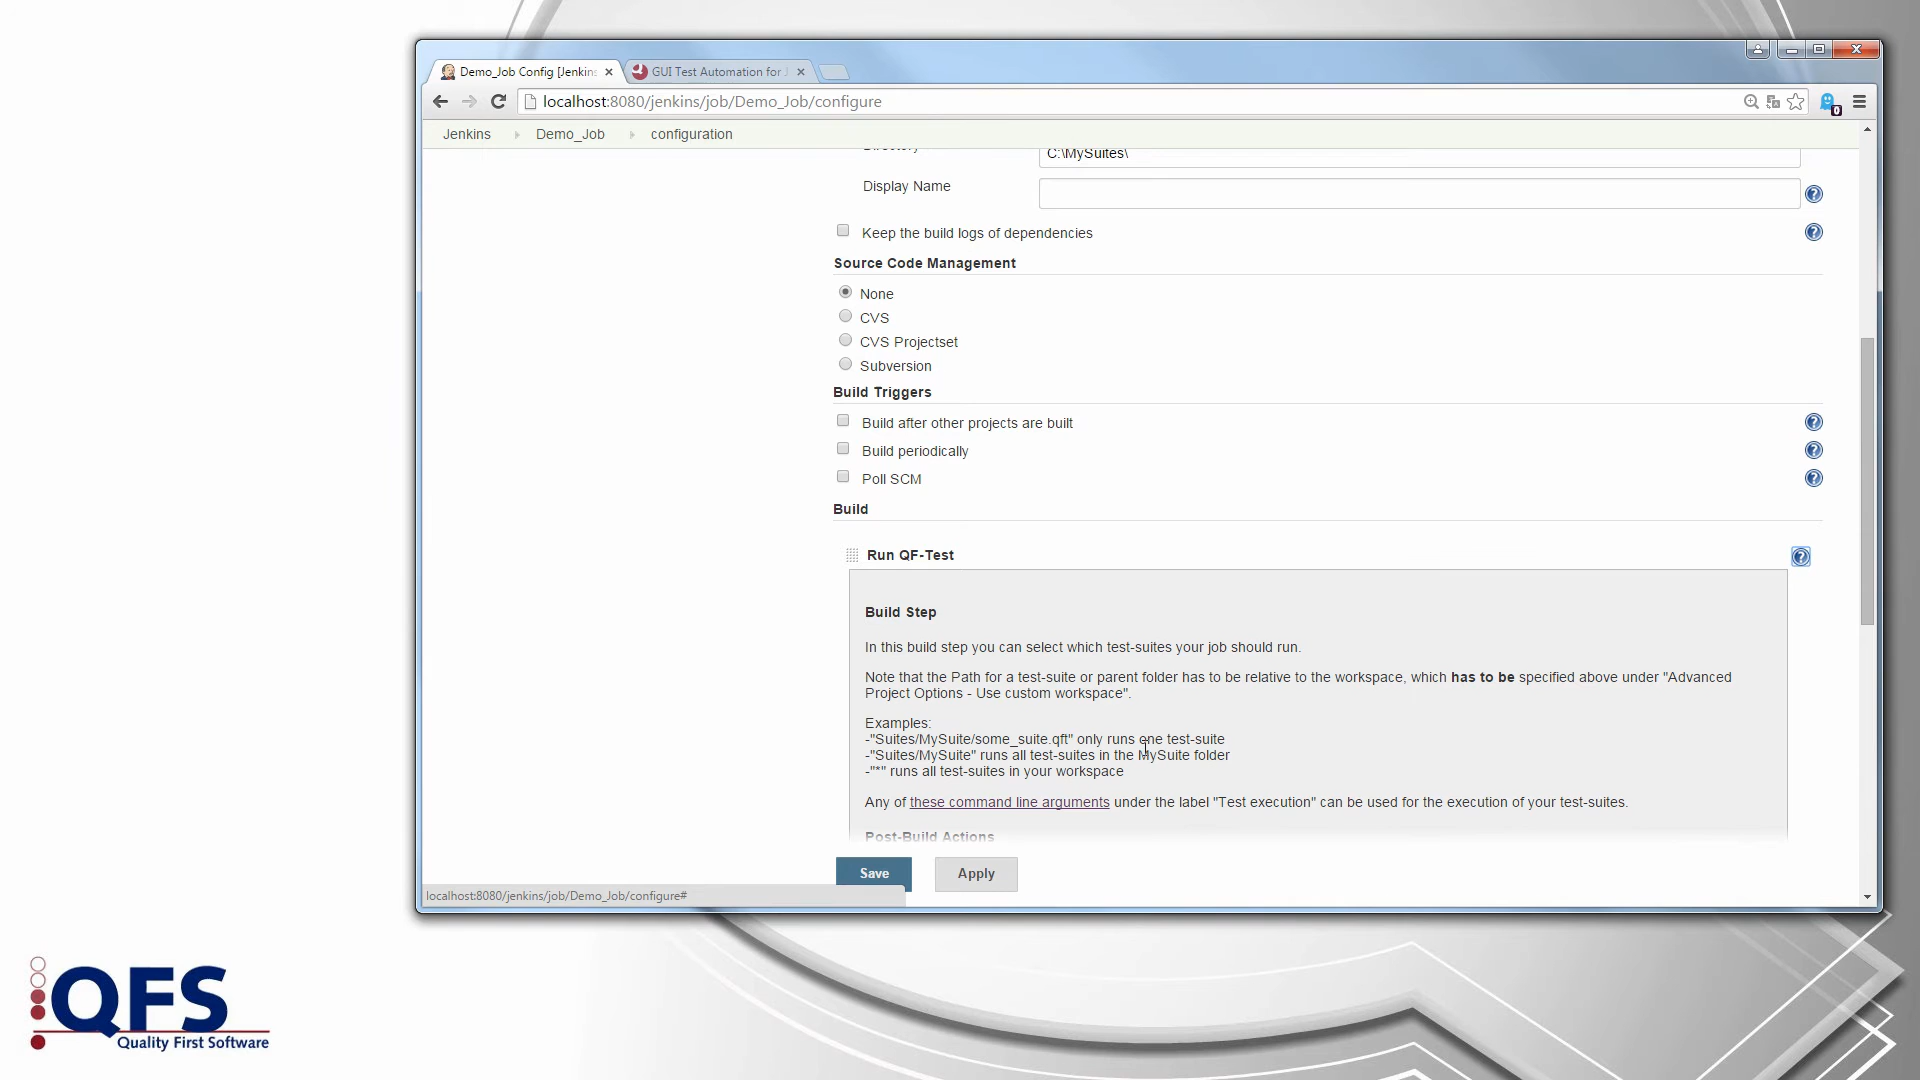 Demo_Job Config [Jenkins
GUI Test Automation for J
localhost:8080/jenkins/job/Demo_Job/configure
Jenkins
Demo_Job
configuration
Directory
C:\MySuites\
Display Name
Keep the build logs of dependencies
Source Code Management
None
CVS
CVS Projectset
Subversion
Build Triggers
Build after other projects are built
Build periodically
Poll SCM
Build
Run QF-Test
Build Step
In this build step you can select which test-suites your job should run.
Note that the Path for a test-suite or parent folder has to be relative to the workspace, which has to be specified above under "Advanced
Project Options - Use custom workspace".
Examples:
-"Suites/MySuite/some_suite.qft" only runs one test-suite
-"Suites/MySuite" runs all test-suites in the MySuite folder
-"*" runs all test-suites in your workspace
Any of these command line arguments under the label "Test execution" can be used for the execution of your test-suites.
Post-Build Actions
Save
Apply
localhost:8080/jenkins/job/Demo_Job/configure#
QFS
Quality First Software